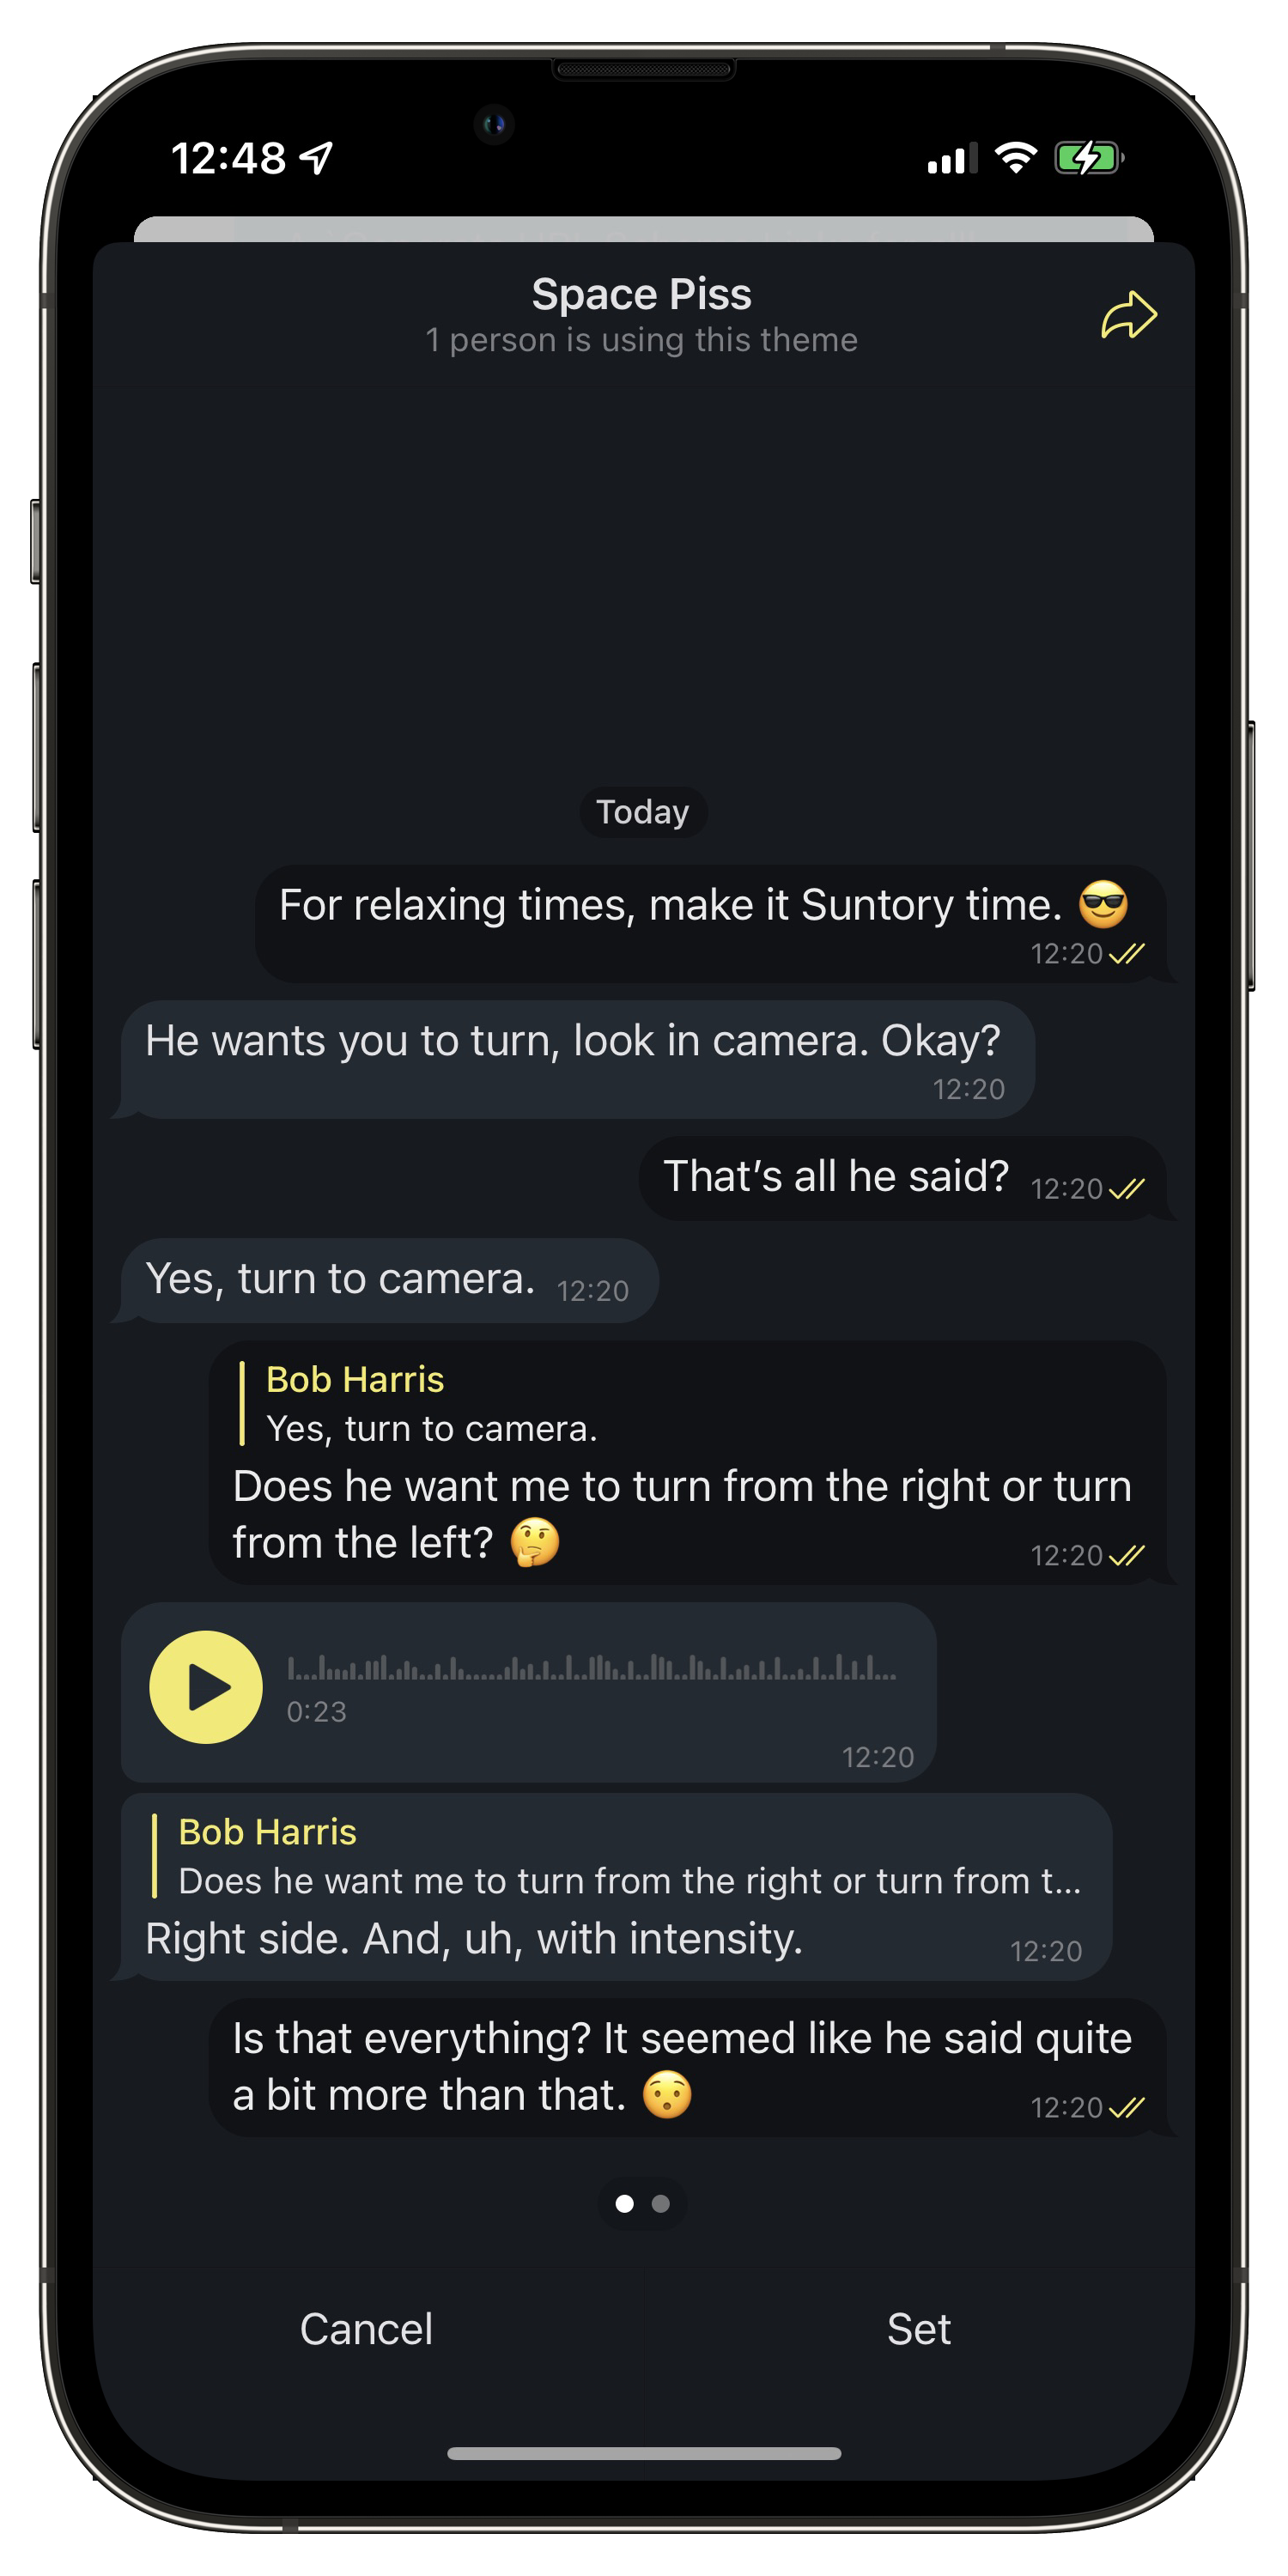 12:48
Space Piss
1 person is using this theme
Today
For relaxing times, make it Suntory time. 😎
12:20
He wants you to turn, look in camera. Okay?
12:20
That’s all he said? 12:20
Yes, turn to camera. 12:20
Bob Harris
Yes, turn to camera.
Does he want me to turn from the right or turn
from the left? 🤔 12:20
0:23
12:20
Bob Harris
Does he want me to turn from the right or turn from t...
Right side. And, uh, with intensity. 12:20
Is that everything? It seemed like he said quite
a bit more than that. 😯 12:20
Cancel Set